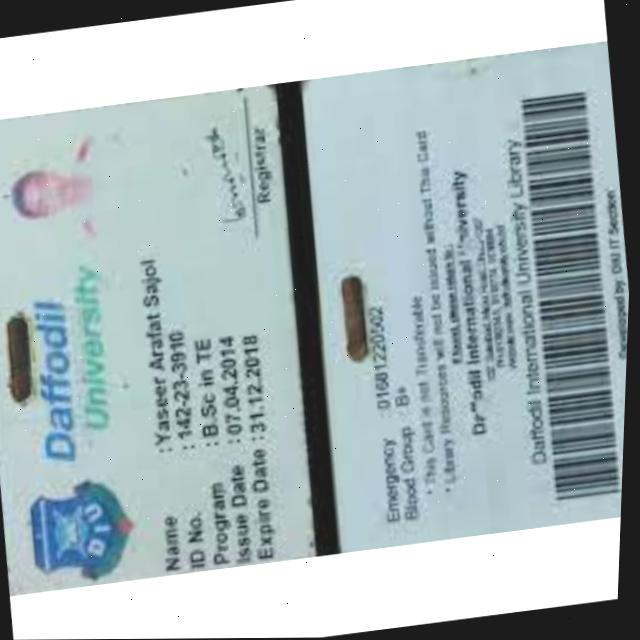 Daffodil
University
Name : Yaseer Arafat Sajol
ID No. : 142-23-3910
Program : B.Sc in TE
Issue Date : 07.04.2014
Expire Date : 31.12.2018
Registrar
DIU
Emergency : 01681220502
Blood Group : B+
* This Card is not Transferable
* Library Resources will not be issued without This Card
Daffodil International University
Daffodil International University Library
Developed by: DIU IT Section